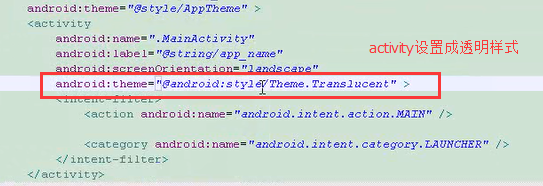 android:theme="@style/AppTheme" >
<activity
android:name=".MainActivity"
android:label="@string/app_name"
activity设置成透明样式
android:screenOrientation="landscape"
android:theme="@android:style/Theme.Translucent" >
<intent-filter>
<action android:name="android.intent.action.MAIN" />
<category android:name="android.intent.category.LAUNCHER" />
</intent-filter>
</activity>